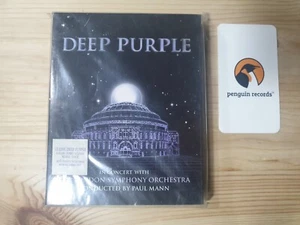 DEEP PURPLE
IN CONCERT WITH
LONDON SYMPHONY ORCHESTRA
CONDUCTED BY PAUL MANN
penguin records